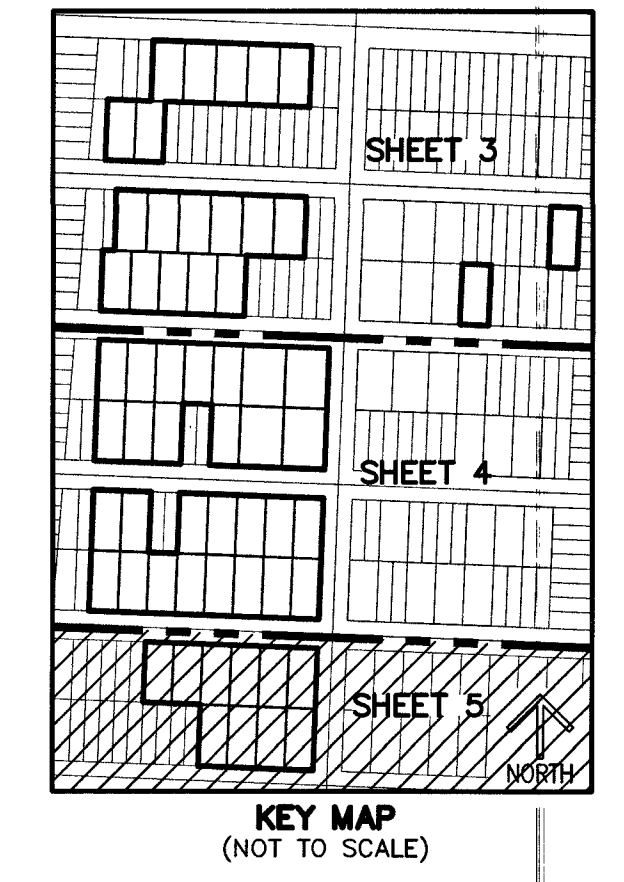 SHEET 3
SHEET 4
SHEET 5
NORTH
KEY MAP
(NOT TO SCALE)